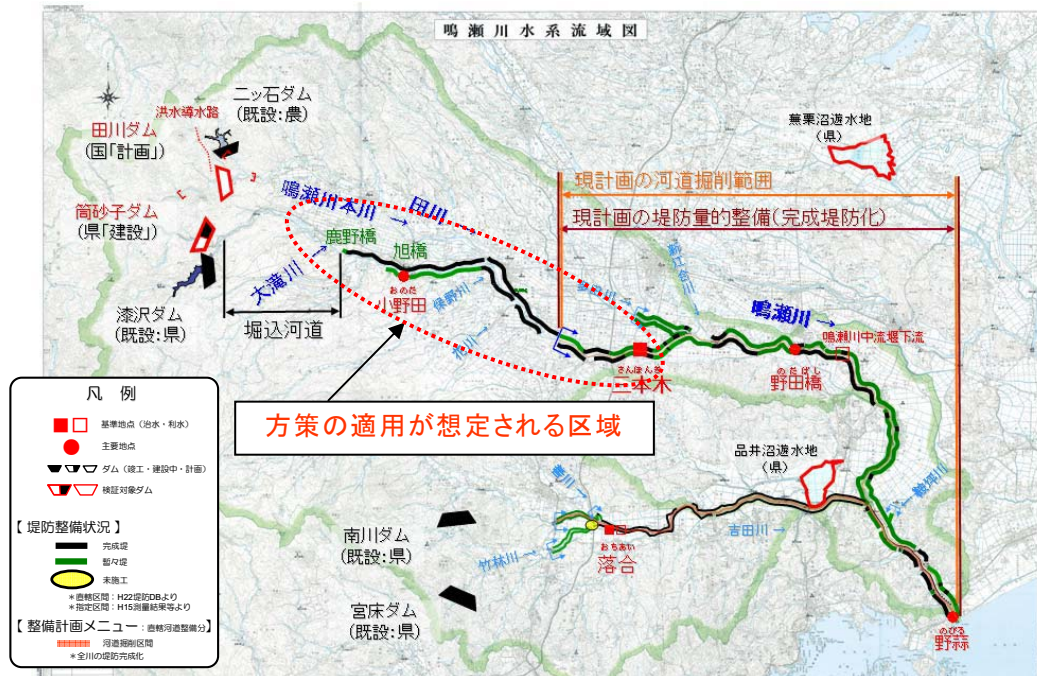 鳴瀬川水系流域図
二ッ石ダム
(既設:農)
洪水導水路
田川ダム
(国「計画」)
筒砂子ダム
(県「建設」)
漆沢ダム
(既設:県)
堀込河道
大滝川
鳴瀬川本川
田川
鹿野橋
旭橋
おのだ
小野田
保野川
花川
蕪栗沼遊水地
(県)
現計画の河道掘削範囲
現計画の堤防量的整備(完成堤防化)
鳴瀬川
鳴瀬川中流堰下流
さんぼんぎ
三本木
のたばし
野田橋
方策の適用が想定される区域
品井沼遊水地
(県)
鞍坪川
吉田川
善川
竹林川
おちあい
落合
南川ダム
(既設:県)
宮床ダム
(既設:県)
のびる
野蒜
凡 例
基準地点(治水・利水)
主要地点
ダム(竣工・建設中・計画)
検証対象ダム
【 堤防整備状況 】
完成堤
暫々堤
未施工
*直轄区間:H22堤防DBより
*指定区間:H15測量結果等より
【 整備計画メニュー :直轄河道整備分】
河道掘削区間
*全川の堤防完成化